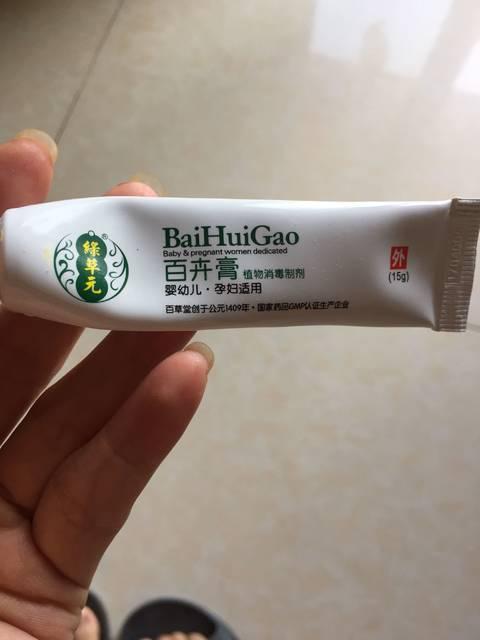 綠草元®
BaiHuiGao
Baby & pregnant women dedicated
百卉膏 植物消毒制剂
婴幼儿·孕妇适用
百草堂创于公元1409年·国家药品GMP认证生产企业
外
(15g)